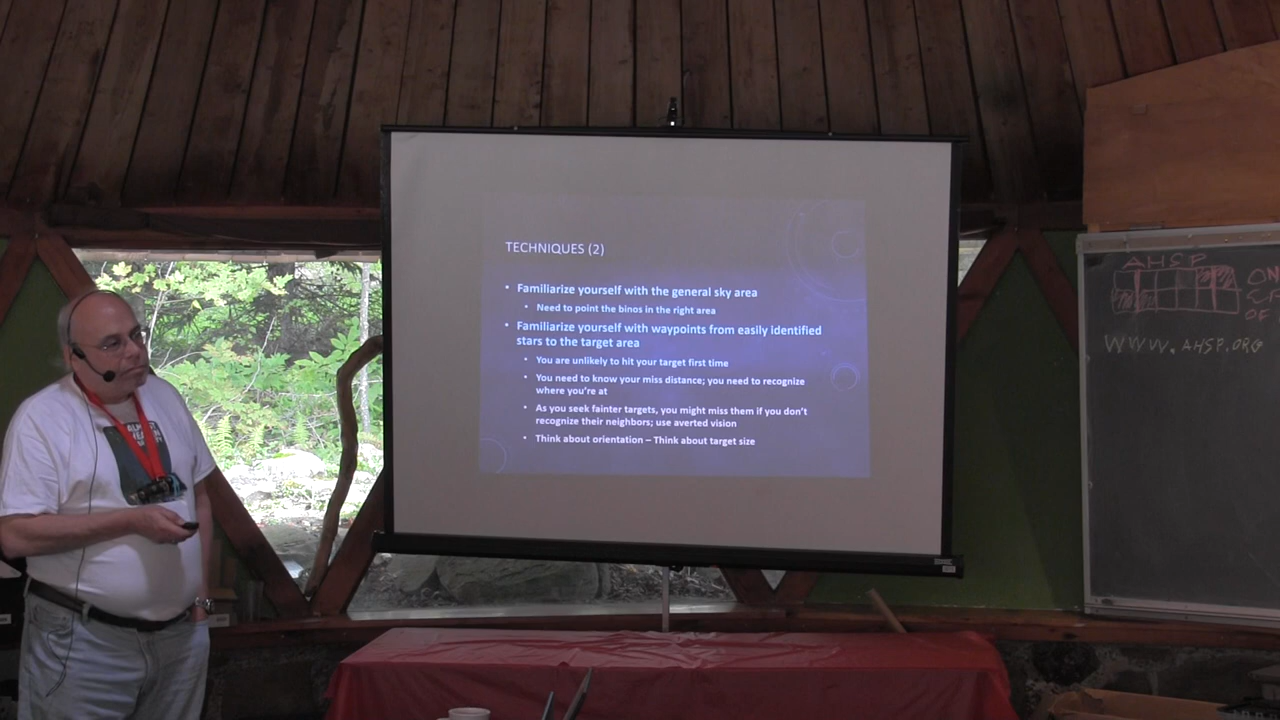 TECHNIQUES (2)
• Familiarize yourself with the general sky area
• Need to point the binos in the right area
• Familiarize yourself with waypoints from easily identified
stars to the target area
• You are unlikely to hit your target first time
• You need to know your miss distance; you need to recognize
where you're at
• As you seek fainter targets, you might miss them if you don't
recognize their neighbors; use averted vision
• Think about orientation – Think about target size
AHSP
ON
OF
WWW.AHSP.ORG